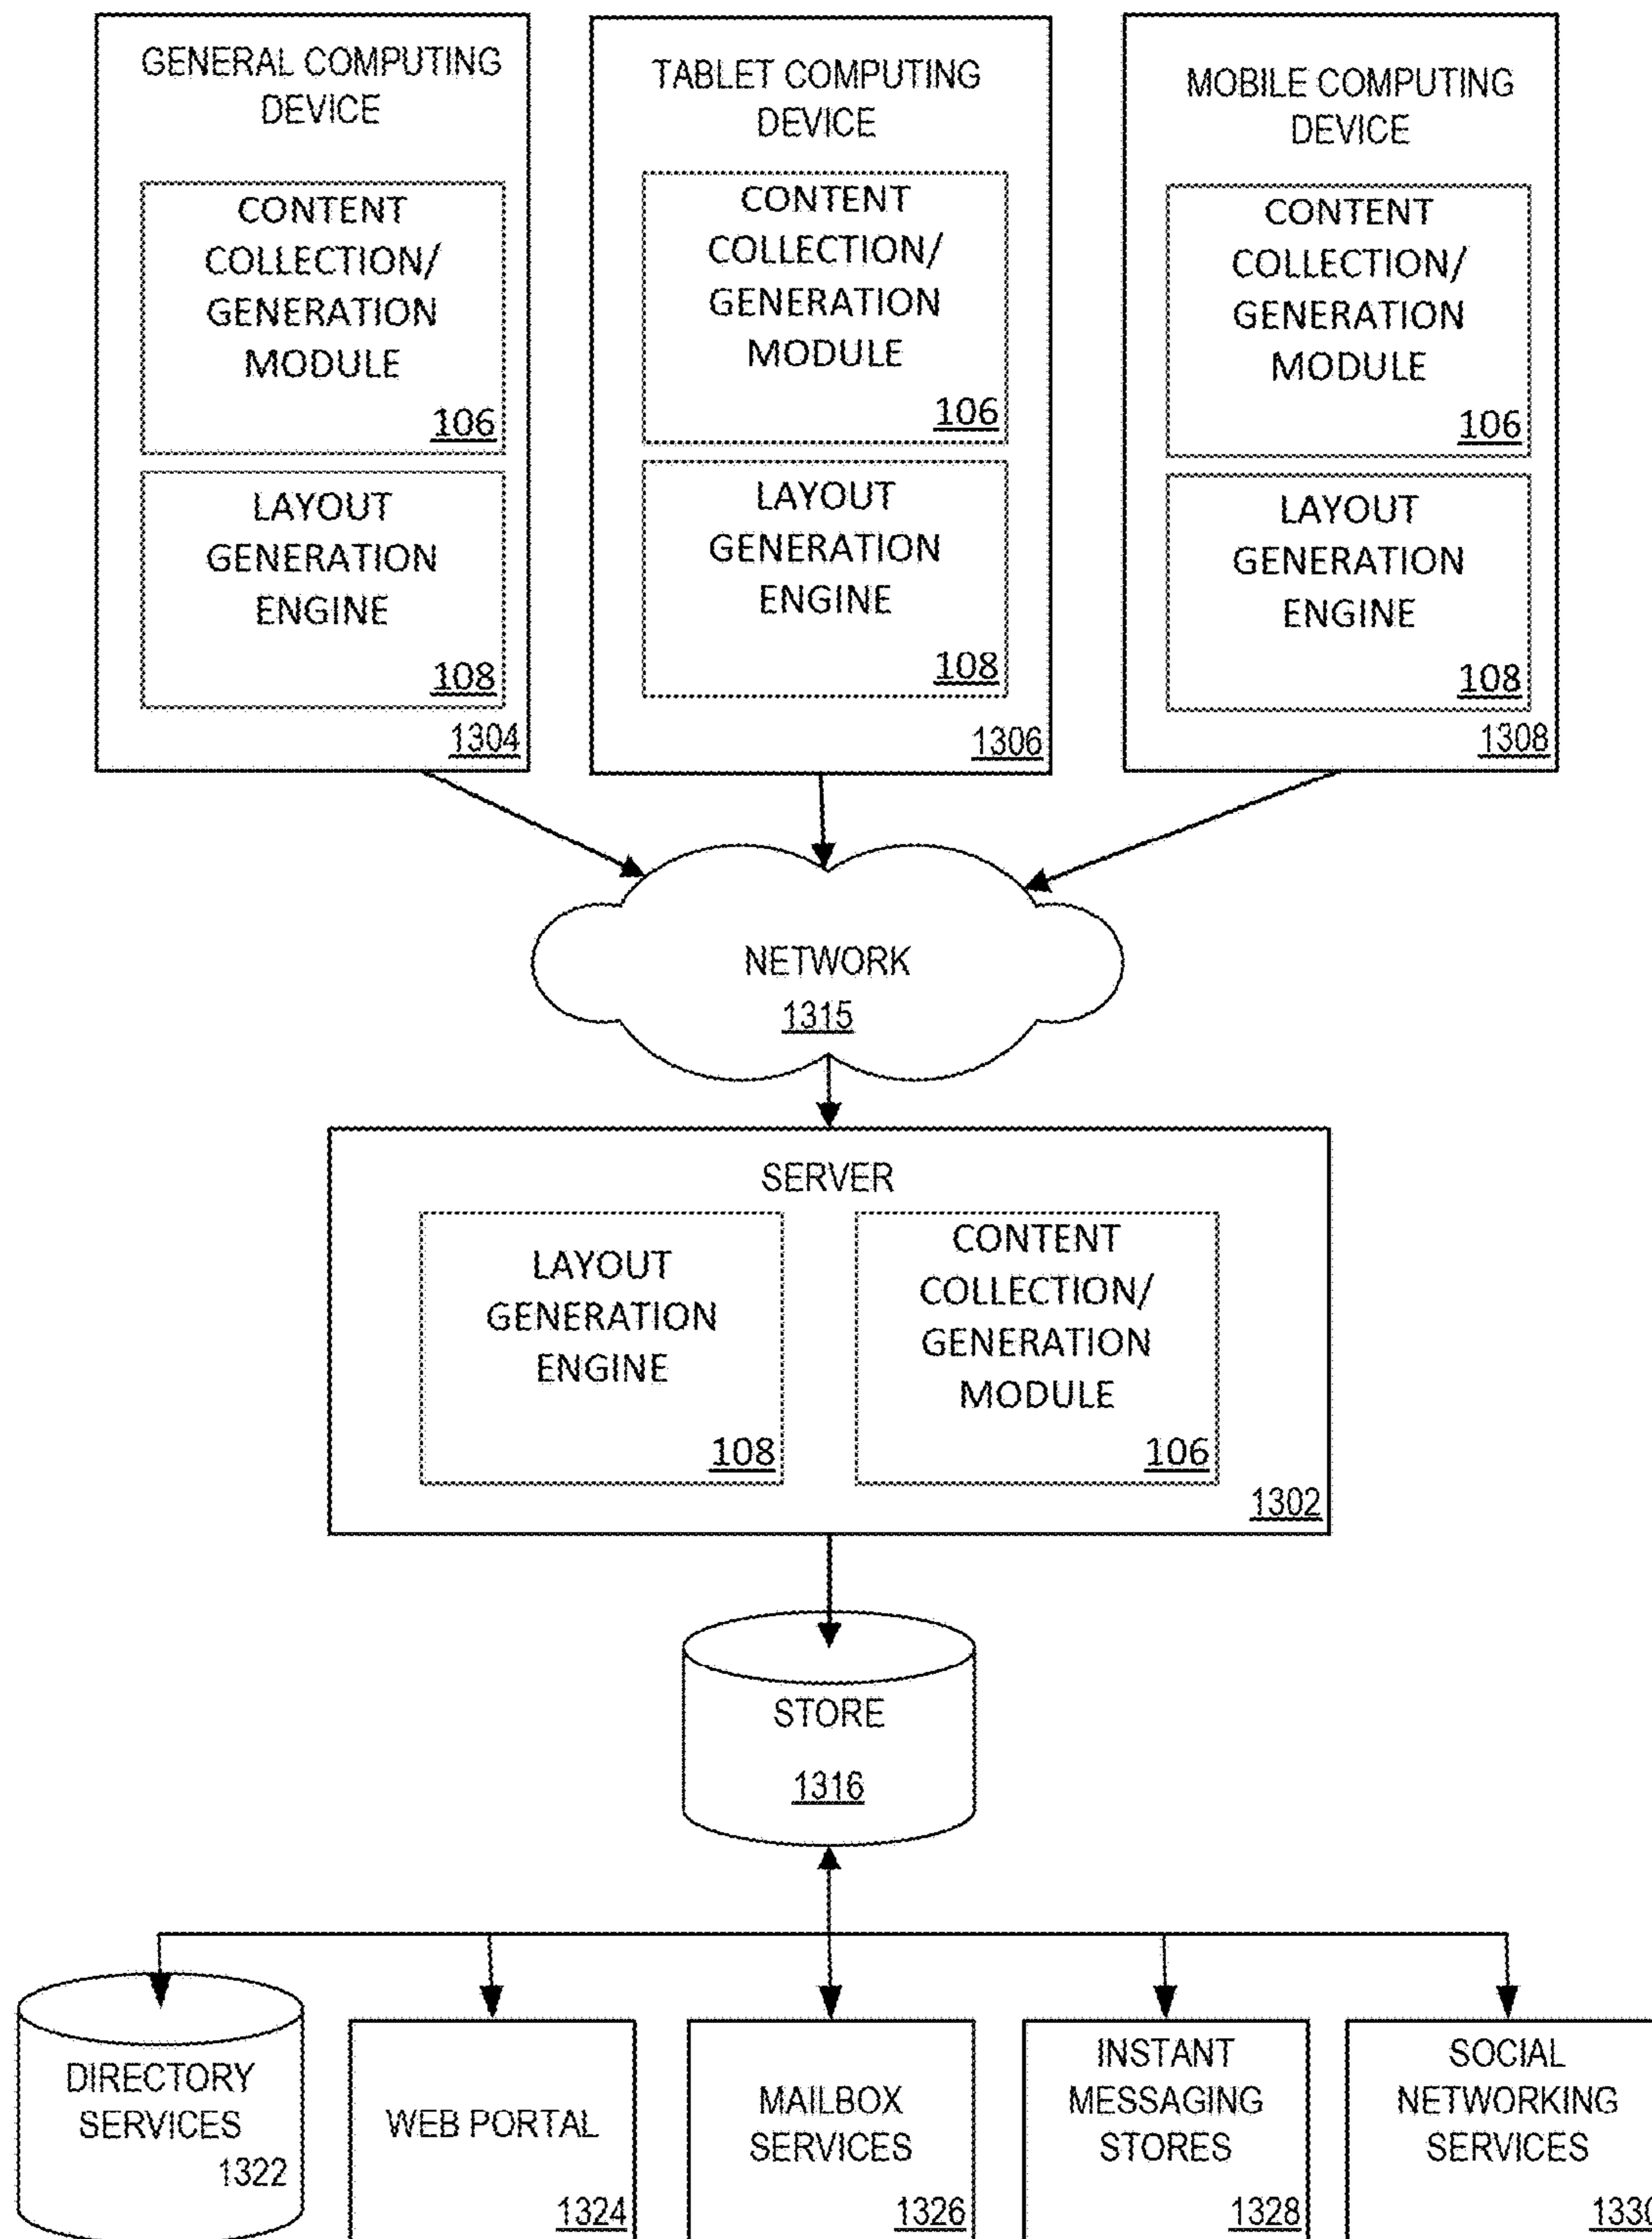 GENERAL COMPUTING
DEVICE
CONTENT
COLLECTION/
GENERATION
MODULE
106
LAYOUT
GENERATION
ENGINE
108
1304
TABLET COMPUTING
DEVICE
CONTENT
COLLECTION/
GENERATION
MODULE
106
LAYOUT
GENERATION
ENGINE
108
1306
MOBILE COMPUTING
DEVICE
CONTENT
COLLECTION/
GENERATION
MODULE
106
LAYOUT
GENERATION
ENGINE
108
1308
NETWORK
1315
SERVER
LAYOUT
GENERATION
ENGINE
108
CONTENT
COLLECTION/
GENERATION
MODULE
106
1302
STORE
1316
DIRECTORY
SERVICES
1322
WEB PORTAL
1324
MAILBOX
SERVICES
1326
INSTANT
MESSAGING
STORES
1328
SOCIAL
NETWORKING
SERVICES
1330